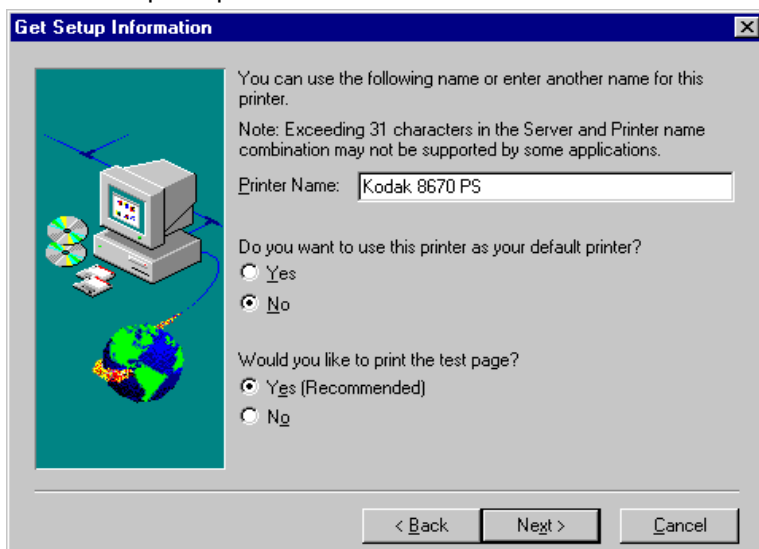 Get Setup Information
You can use the following name or enter another name for this
printer.
Note: Exceeding 31 characters in the Server and Printer name
combination may not be supported by some applications.
Printer Name: Kodak 8670 PS
Do you want to use this printer as your default printer?
Yes
No
Would you like to print the test page?
Yes (Recommended)
No
< Back Next > Cancel